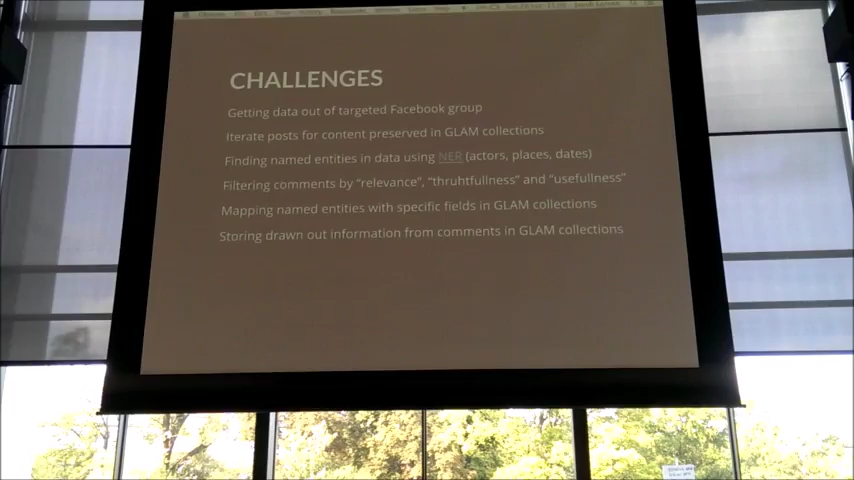 CHALLENGES
Getting data out of targeted Facebook group
Iterate posts for content preserved in GLAM collections
Finding named entities in data using NER (actors, places, dates)
Filtering comments by “relevance”, “thruhtfullness” and “usefullness”
Mapping named entities with specific fields in GLAM collections
Storing drawn out information from comments in GLAM collections